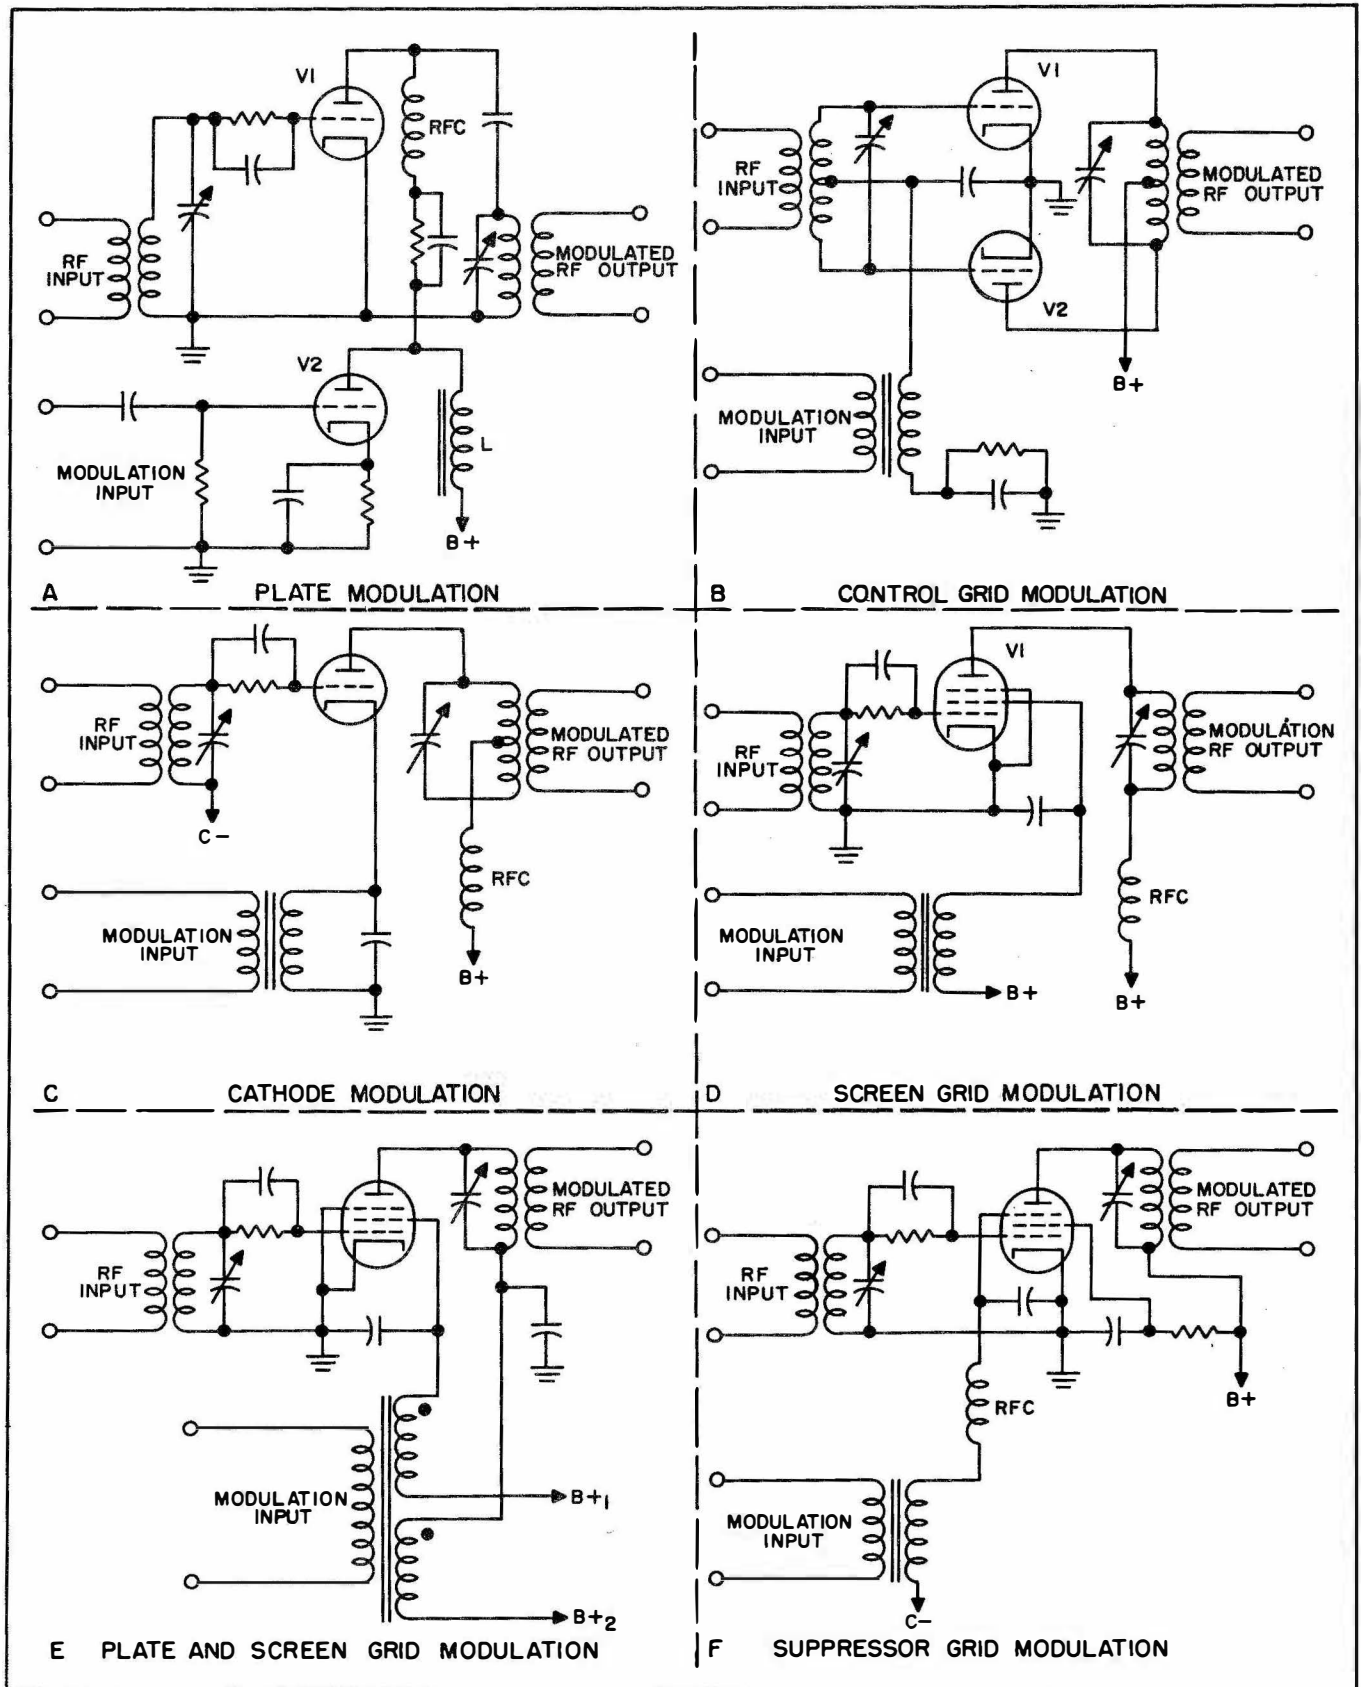 V1
RFC
RF
INPUT
MODULATED
RF OUTPUT
V2
L
MODULATION
INPUT
B+
A PLATE MODULATION
V1
RF
INPUT
MODULATED
RF OUTPUT
V2
B+
MODULATION
INPUT
B CONTROL GRID MODULATION
RF
INPUT
MODULATED
RF OUTPUT
C-
RFC
MODULATION
INPUT
B+
C CATHODE MODULATION
V1
RF
INPUT
MODULATION
RF OUTPUT
RFC
MODULATION
INPUT
B+
B+
D SCREEN GRID MODULATION
RF
INPUT
MODULATED
RF OUTPUT
MODULATION
INPUT
B+1
B+2
E PLATE AND SCREEN GRID MODULATION
RF
INPUT
MODULATED
RF OUTPUT
RFC
B+
MODULATION
INPUT
C-
F SUPPRESSOR GRID MODULATION